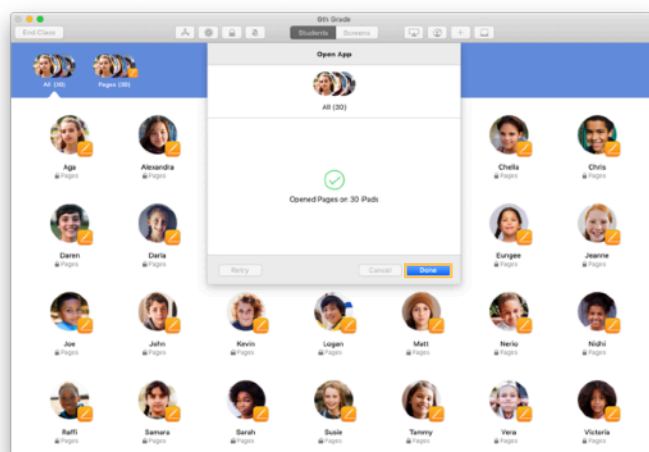 6th Grade
End Class
Students Screens
Open App
All (30) Pages (30)
All (30)
Opened Pages on 30 iPads
Retry Cancel Done
Aga Alexandra Chella Chris
Pages Pages Pages Pages
Daren Darla Eungee Jeanne
Pages Pages Pages Pages
Joe John Kevin Logan Matt Nerio Nidhi
Pages Pages Pages Pages Pages Pages Pages
Raffi Samara Sarah Susie Tammy Vera Victoria
Pages Pages Pages Pages Pages Pages Pages